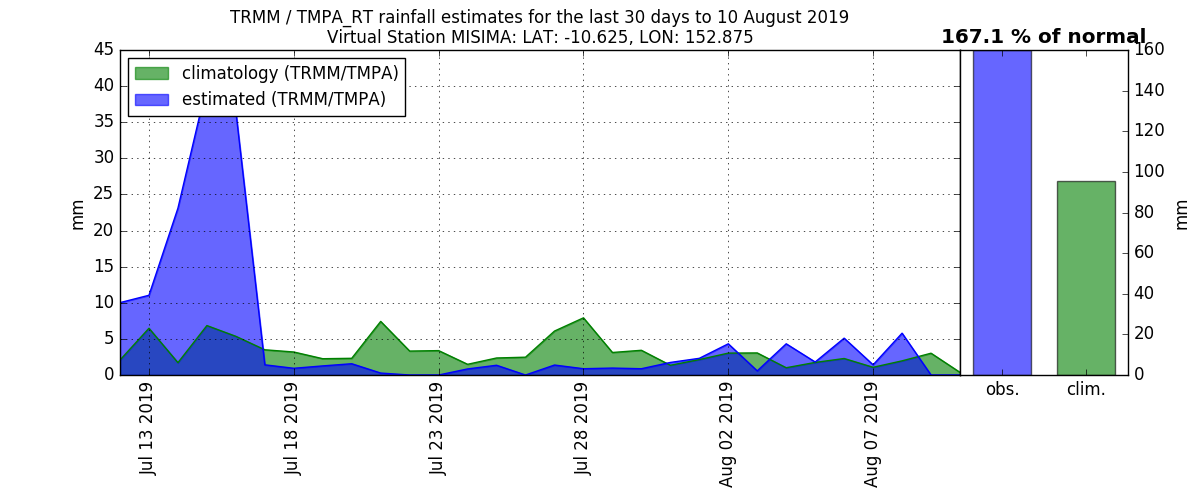 TRMM / TMPA_RT rainfall estimates for the last 30 days to 10 August 2019
Virtual Station MISIMA: LAT: -10.625, LON: 152.875
167.1 % of normal
climatology (TRMM/TMPA)
estimated (TRMM/TMPA)
45
40
35
30
25
20
15
10
5
0
mm
Jul 13 2019
Jul 18 2019
Jul 23 2019
Jul 28 2019
Aug 02 2019
Aug 07 2019
160
140
120
100
80
60
40
20
0
mm
obs.
clim.